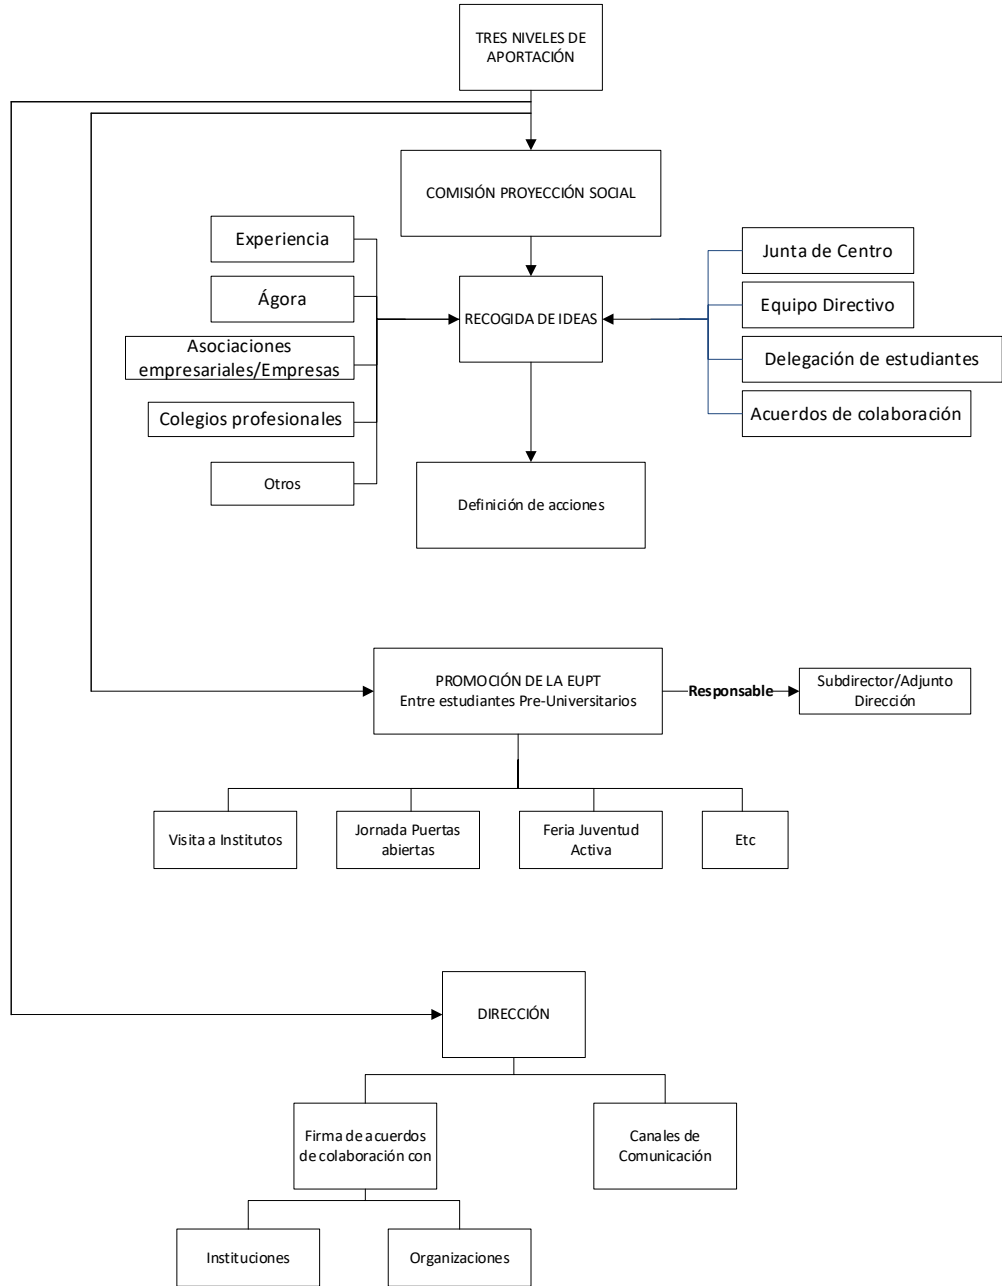 TRES NIVELES DE
APORTACIÓN
COMISIÓN PROYECCIÓN SOCIAL
Experiencia
Ágora
Asociaciones
empresariales/Empresas
Colegios profesionales
Otros
RECOGIDA DE IDEAS
Junta de Centro
Equipo Directivo
Delegación de estudiantes
Acuerdos de colaboración
Definición de acciones
PROMOCIÓN DE LA EUPT
Entre estudiantes Pre-Universitarios
Responsable
Subdirector/Adjunto
Dirección
Visita a Institutos
Jornada Puertas
abiertas
Feria Juventud
Activa
Etc
DIRECCIÓN
Firma de acuerdos
de colaboración con
Canales de
Comunicación
Instituciones
Organizaciones